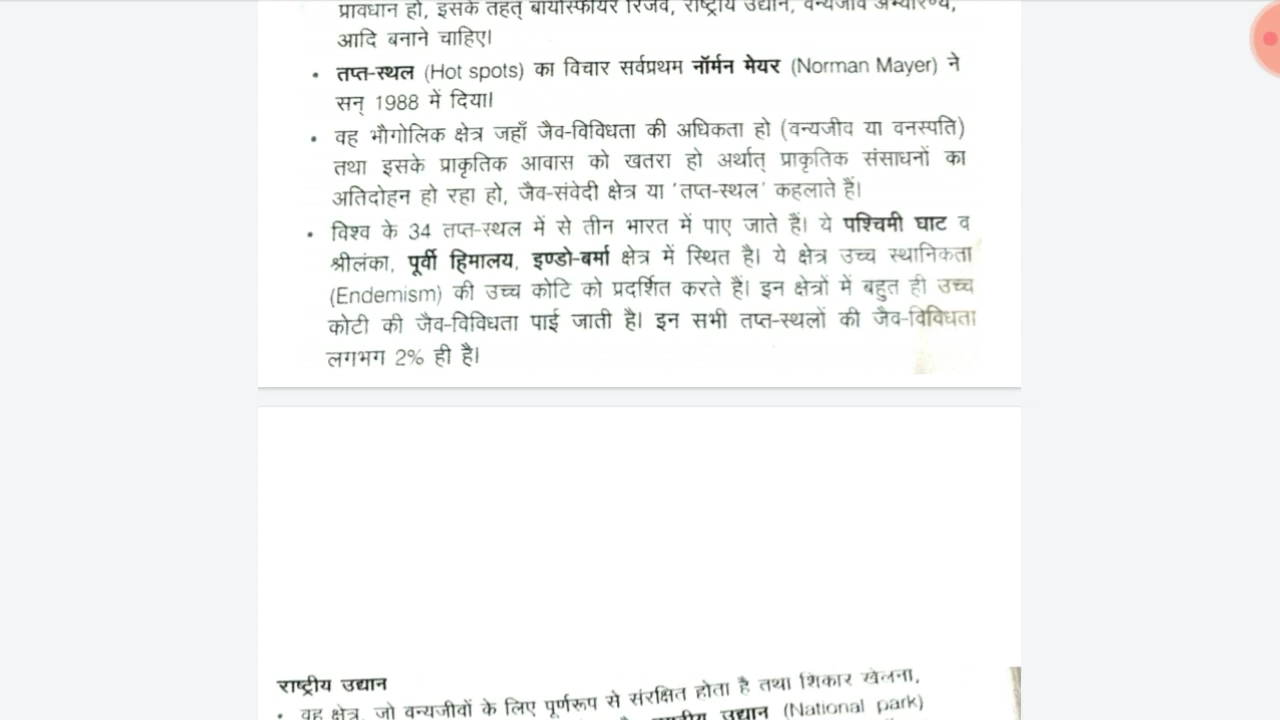 प्रावधान हो, इसके तहत् बायोस्फीयर रिजर्व, राष्ट्रीय उद्यान, वन्यजीव अभ्यारण्य,
आदि बनाने चाहिए।
• तप्त-स्थल (Hot spots) का विचार सर्वप्रथम नॉर्मन मेयर (Norman Mayer) ने
सन् 1988 में दिया।
• वह भौगोलिक क्षेत्र जहाँ जैव-विविधता की अधिकता हो (वन्यजीव या वनस्पति)
तथा इसके प्राकृतिक आवास को खतरा हो अर्थात् प्राकृतिक संसाधनों का
अतिदोहन हो रहा हो, जैव-संवेदी क्षेत्र या 'तप्त-स्थल' कहलाते हैं।
• विश्व के 34 तप्त-स्थल में से तीन भारत में पाए जाते हैं। ये पश्चिमी घाट व
श्रीलंका, पूर्वी हिमालय, इण्डो-बर्मा क्षेत्र में स्थित है। ये क्षेत्र उच्च स्थानिकता
(Endemism) की उच्च कोटि को प्रदर्शित करते हैं। इन क्षेत्रों में बहुत ही उच्च
कोटी की जैव-विविधता पाई जाती है। इन सभी तप्त-स्थलों की जैव-विविधता
लगभग 2% ही है।
राष्ट्रीय उद्यान
• वह क्षेत्र, जो वन्यजीवों के लिए पूर्णरूप से संरक्षित होता है तथा शिकार खेलना,
उद्यान (National park)